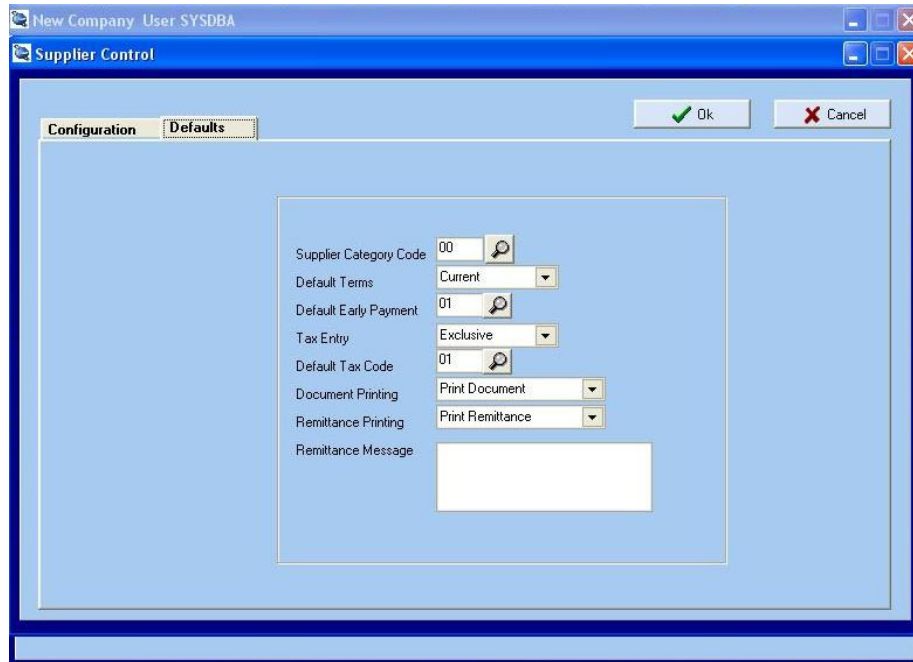 New Company User SYSDBA
Supplier Control
Ok
Cancel
Configuration
Defaults
Supplier Category Code 00
Default Terms Current
Default Early Payment 01
Tax Entry Exclusive
Default Tax Code 01
Document Printing Print Document
Remittance Printing Print Remittance
Remittance Message